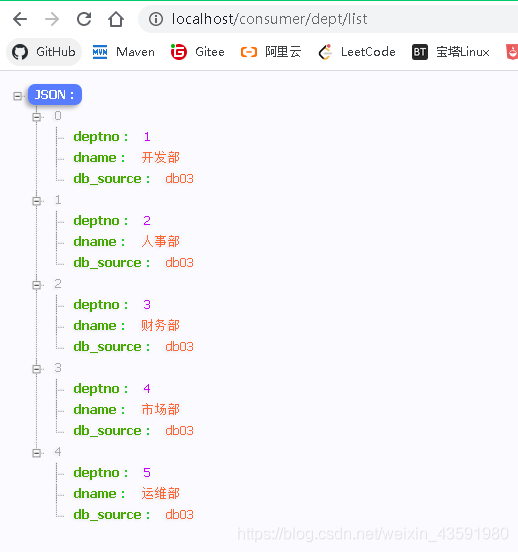 localhost/consumer/dept/list
GitHub Maven Gitee 阿里云 LeetCode BT 宝塔Linux
JSON :
0
deptno : 1
dname : 开发部
db_source : db03
1
deptno : 2
dname : 人事部
db_source : db03
2
deptno : 3
dname : 财务部
db_source : db03
3
deptno : 4
dname : 市场部
db_source : db03
4
deptno : 5
dname : 运维部
db_source : db03
https://blog.csdn.net/weixin_43591980